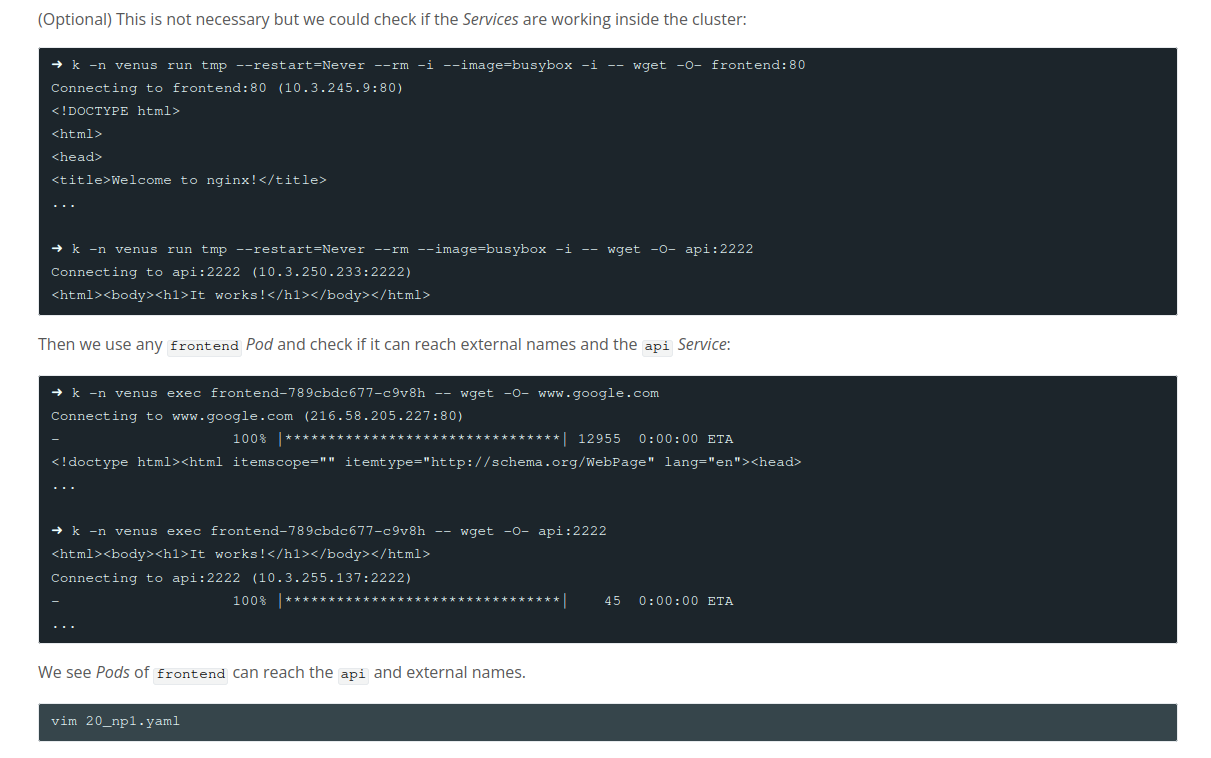 (Optional) This is not necessary but we could check if the Services are working inside the cluster:
➜ k -n venus run tmp --restart=Never --rm -i --image=busybox -i -- wget -O- frontend:80
Connecting to frontend:80 (10.3.245.9:80)
<!DOCTYPE html>
<html>
<head>
<title>Welcome to nginx!</title>
...
➜ k -n venus run tmp --restart=Never --rm --image=busybox -i -- wget -O- api:2222
Connecting to api:2222 (10.3.250.233:2222)
<html><body><h1>It works!</h1></body></html>
Then we use any frontend Pod and check if it can reach external names and the api Service:
➜ k -n venus exec frontend-789cbdc677-c9v8h -- wget -O- www.google.com
Connecting to www.google.com (216.58.205.227:80)
-                    100% |********************************| 12955  0:00:00 ETA
<!doctype html><html itemscope="" itemtype="http://schema.org/WebPage" lang="en"><head>
...
➜ k -n venus exec frontend-789cbdc677-c9v8h -- wget -O- api:2222
<html><body><h1>It works!</h1></body></html>
Connecting to api:2222 (10.3.255.137:2222)
-                    100% |********************************|    45  0:00:00 ETA
...
We see Pods of frontend can reach the api and external names.
vim 20_np1.yaml